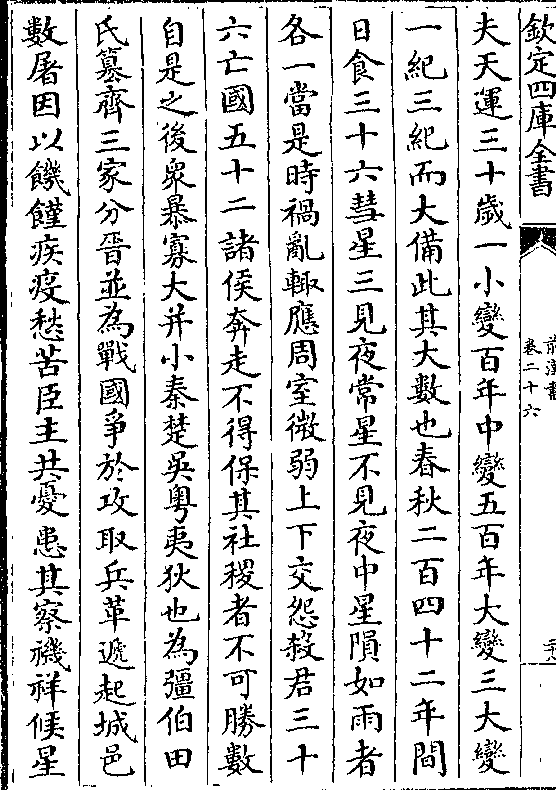 欽定四庫全書
前漢書
卷二十六
夫天運三十歲一小變百年中變五百年大變三大變
一紀三紀而大備此其大數也春秋二百四十二年間
日食三十六彗星三見夜常星不見夜中星隕如雨者
各一當是時禍亂輙應周室微弱上下交怨殺君三十
六亡國五十二諸侯奔走不得保其社稷者不可勝數
自是之後衆暴寡大并小秦楚吳粤夷狄也為彊伯田
氏簒齊三家分晉並為戰國爭於攻取兵革遞起城邑
數屠因以饑饉疾疫愁苦臣主共憂患其察禨祥候星